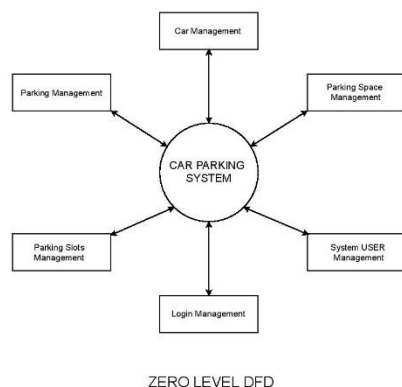 Car Management
Parking Management
Parking Space
Management
CAR PARKING
SYSTEM
Parking Slots
Management
System USER
Management
Login Management
ZERO LEVEL DFD